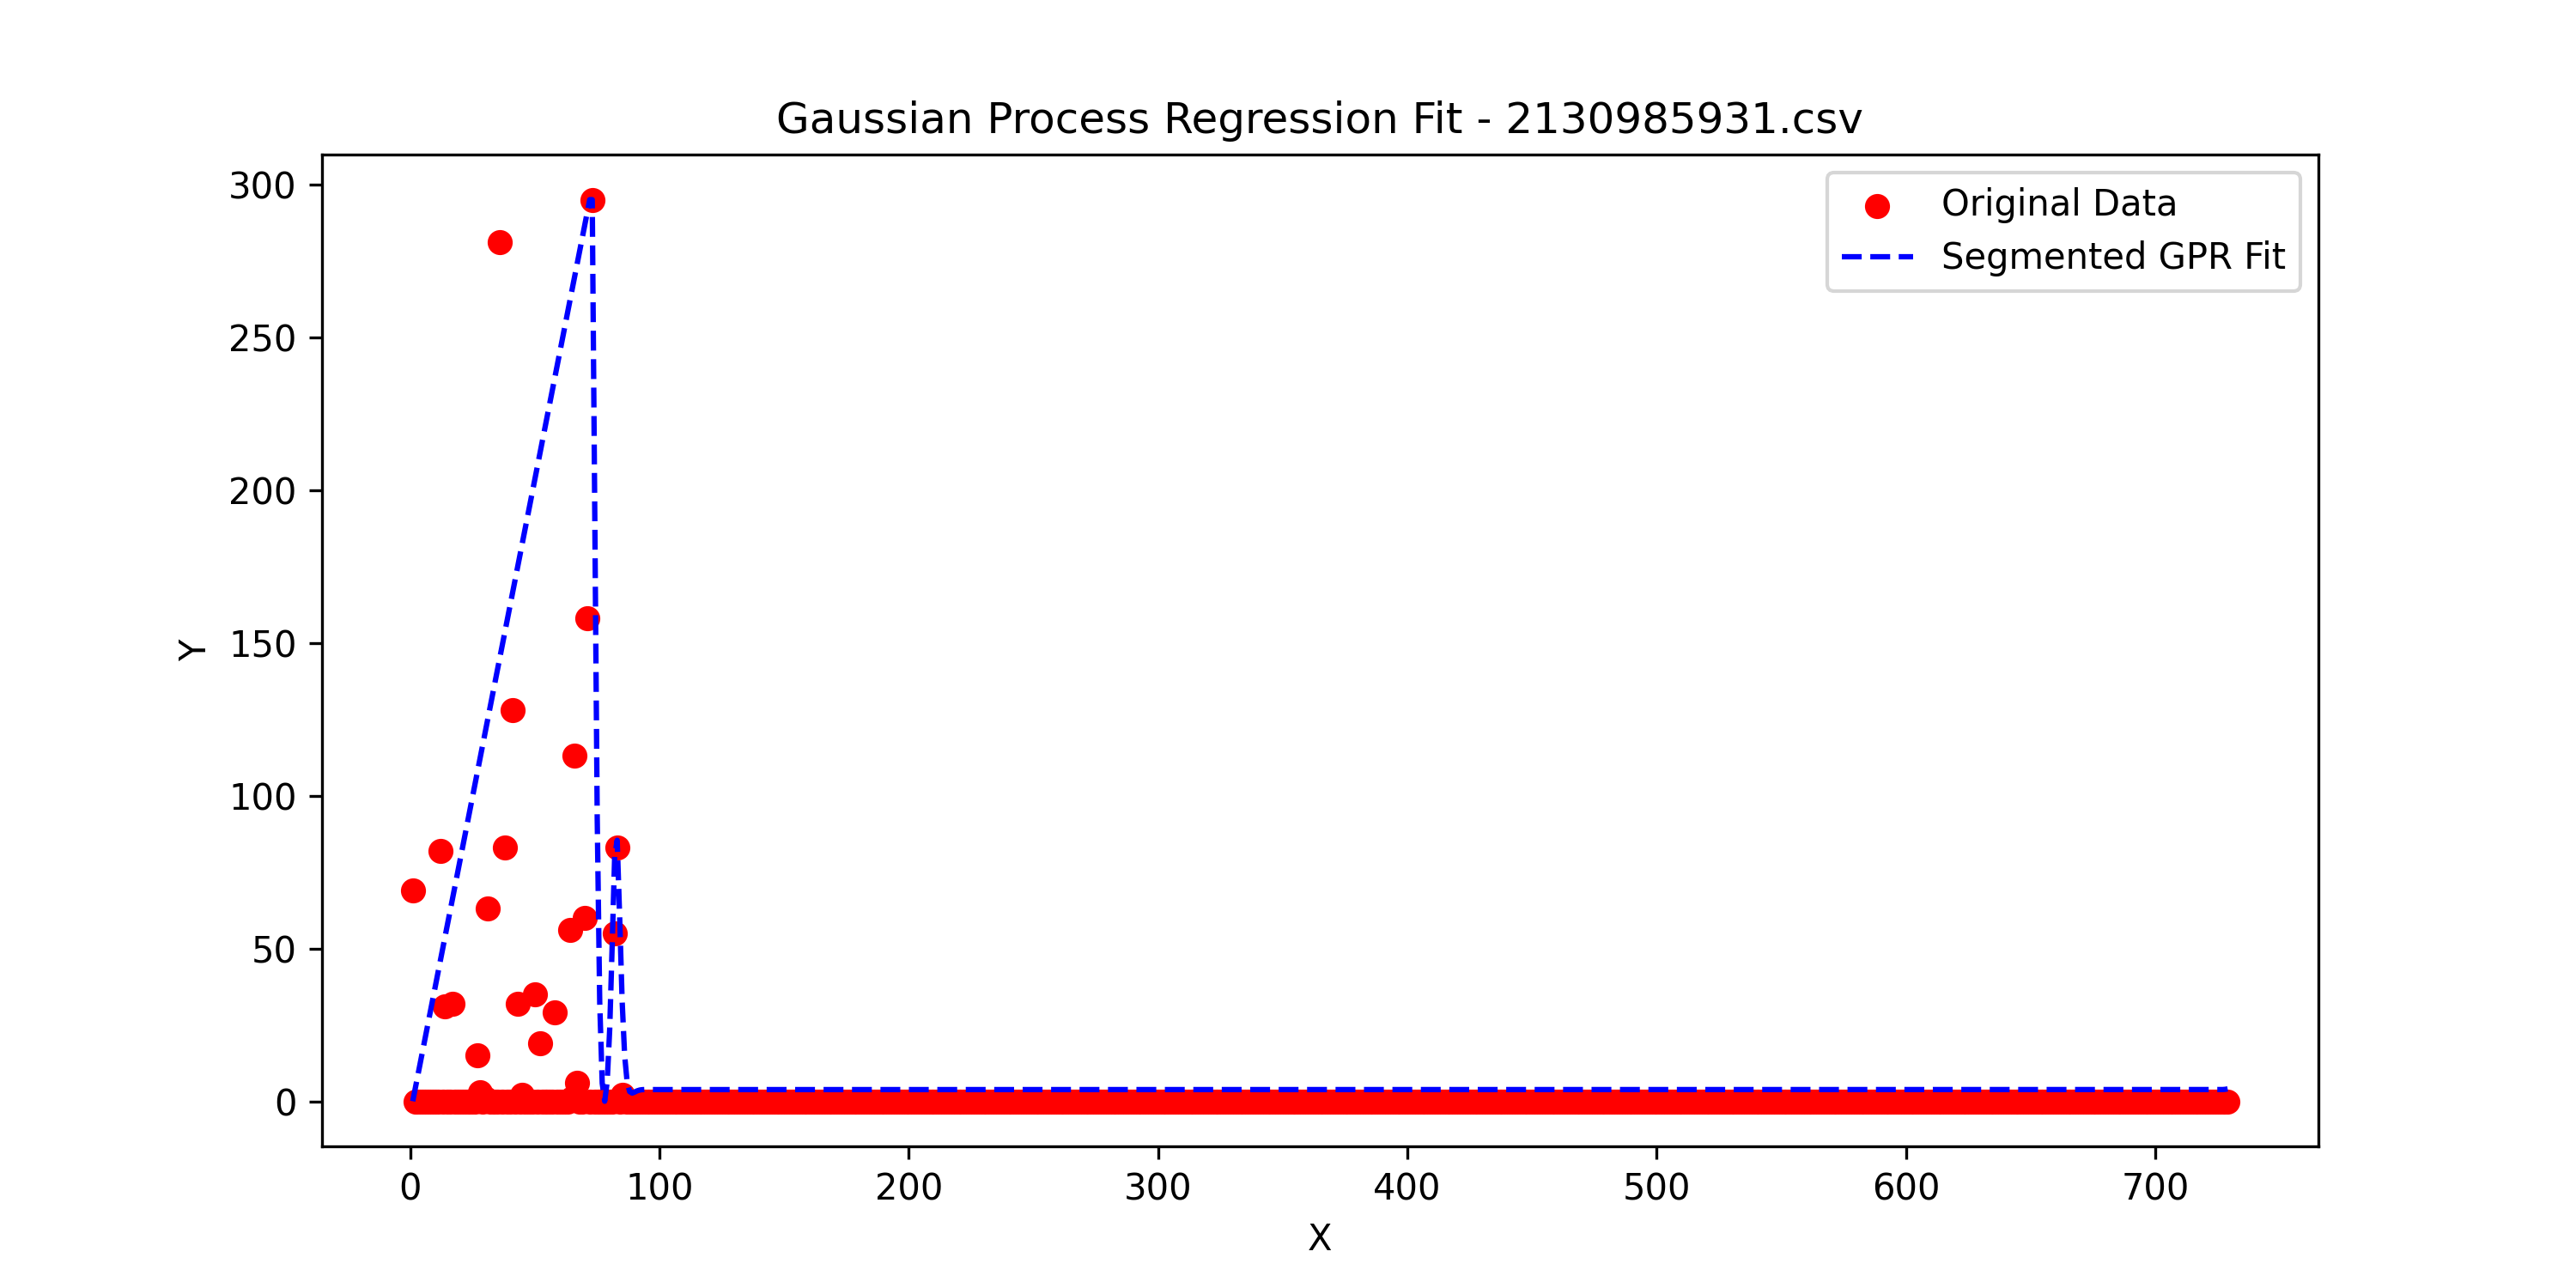 Gaussian Process Regression Fit - 2130985931.csv
Original Data
Segmented GPR Fit
300
250
200
150
100
50
0
Y
0 100 200 300 400 500 600 700
X